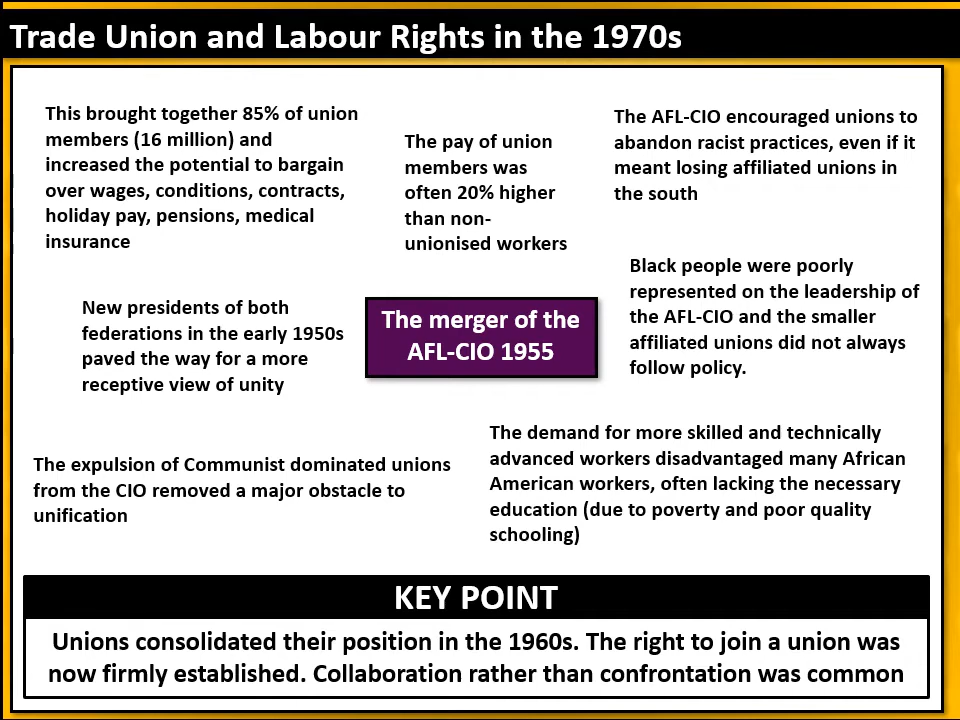 Trade Union and Labour Rights in the 1970s
This brought together 85% of union
members (16 million) and
increased the potential to bargain
over wages, conditions, contracts,
holiday pay, pensions, medical
insurance
The pay of union
members was
often 20% higher
than non-
unionised workers
The AFL-CIO encouraged unions to
abandon racist practices, even if it
meant losing affiliated unions in
the south
New presidents of both
federations in the early 1950s
paved the way for a more
receptive view of unity
The merger of the
AFL-CIO 1955
Black people were poorly
represented on the leadership of
the AFL-CIO and the smaller
affiliated unions did not always
follow policy.
The expulsion of Communist dominated unions
from the CIO removed a major obstacle to
unification
The demand for more skilled and technically
advanced workers disadvantaged many African
American workers, often lacking the necessary
education (due to poverty and poor quality
schooling)
KEY POINT
Unions consolidated their position in the 1960s. The right to join a union was
now firmly established. Collaboration rather than confrontation was common